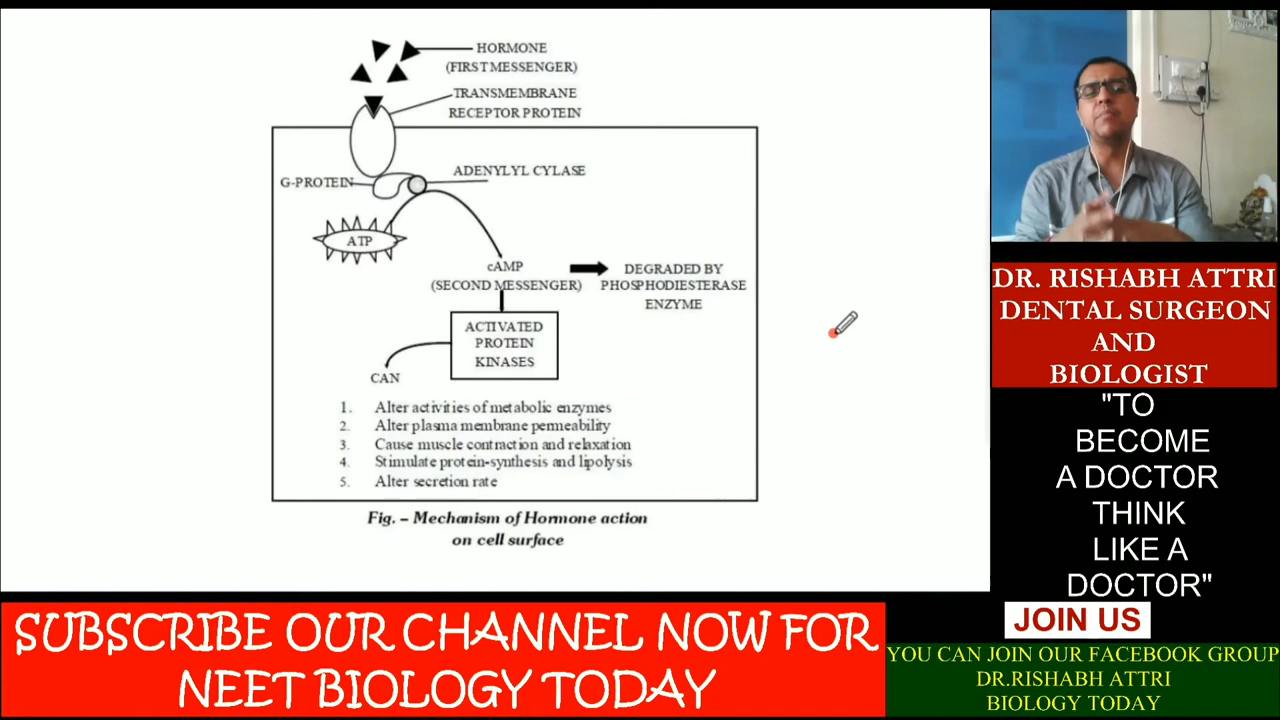 HORMONE
(FIRST MESSENGER)
TRANSMEMBRANE
RECEPTOR PROTEIN
G-PROTEIN
ADENYLYL CYLASE
ATP
cAMP
(SECOND MESSENGER)
DEGRADED BY
PHOSPHODIESTERASE
ENZYME
ACTIVATED
PROTEIN
KINASES
CAN
1. Alter activities of metabolic enzymes
2. Alter plasma membrane permeability
3. Cause muscle contraction and relaxation
4. Stimulate protein-synthesis and lipolysis
5. Alter secretion rate
Fig. – Mechanism of Hormone action
on cell surface
DR. RISHABH ATTRI
DENTAL SURGEON
AND
BIOLOGIST
"TO
BECOME
A DOCTOR
THINK
LIKE A
DOCTOR"
JOIN US
YOU CAN JOIN OUR FACEBOOK GROUP
DR.RISHABH ATTRI
BIOLOGY TODAY
SUBSCRIBE OUR CHANNEL NOW FOR
NEET BIOLOGY TODAY